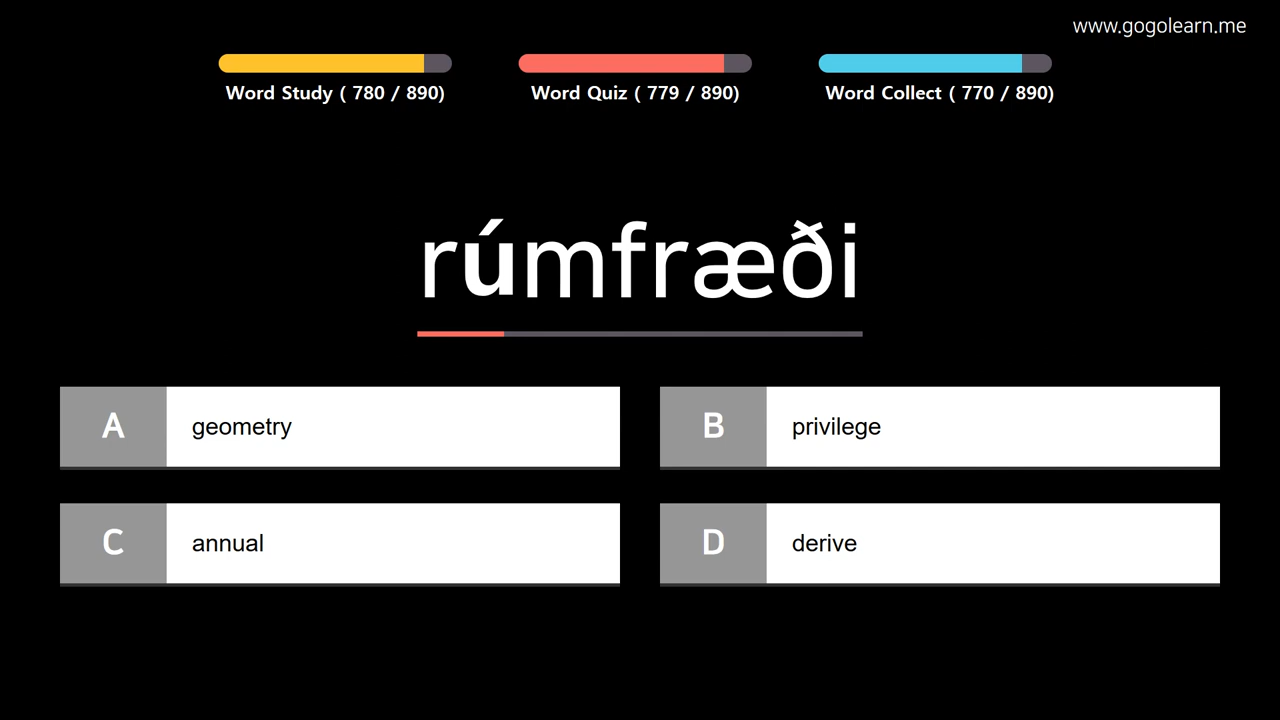 www.gogolearn.me
Word Study ( 780 / 890)
Word Quiz ( 779 / 890)
Word Collect ( 770 / 890)
rúmfræði
A geometry
B privilege
C annual
D derive